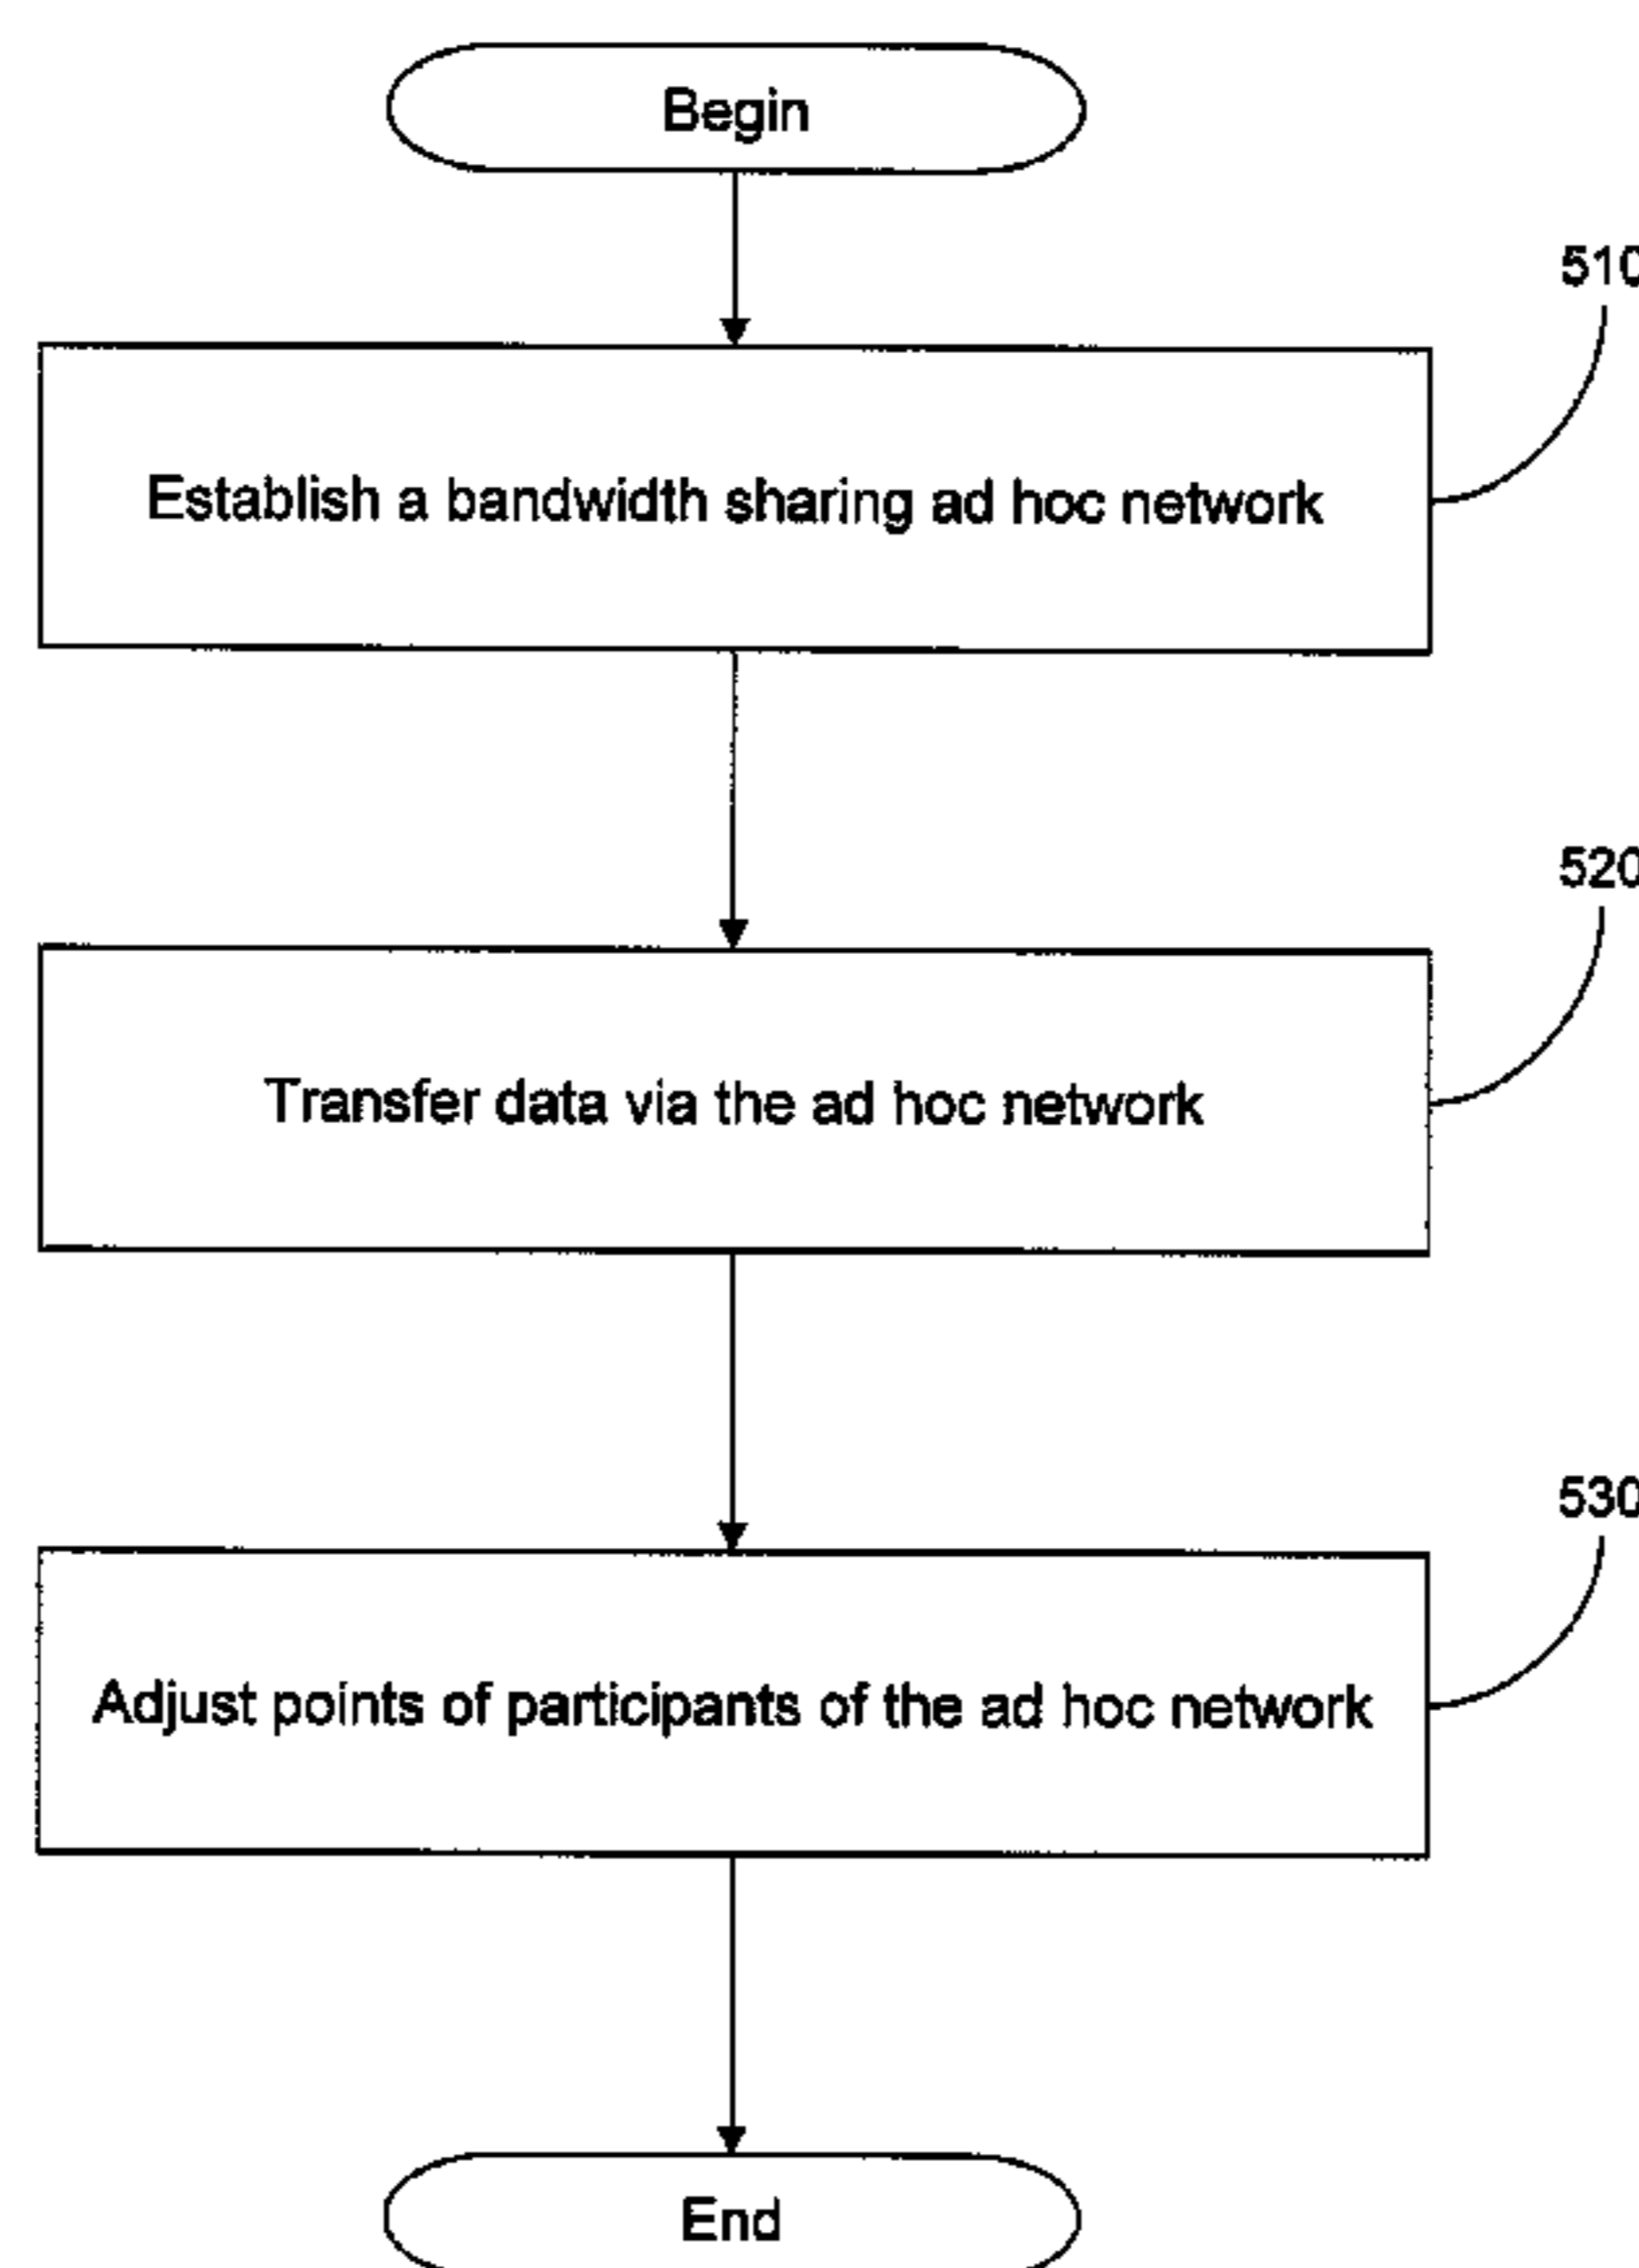 Begin
510
Establish a bandwidth sharing ad hoc network
520
Transfer data via the ad hoc network
530
Adjust points of participants of the ad hoc network
End